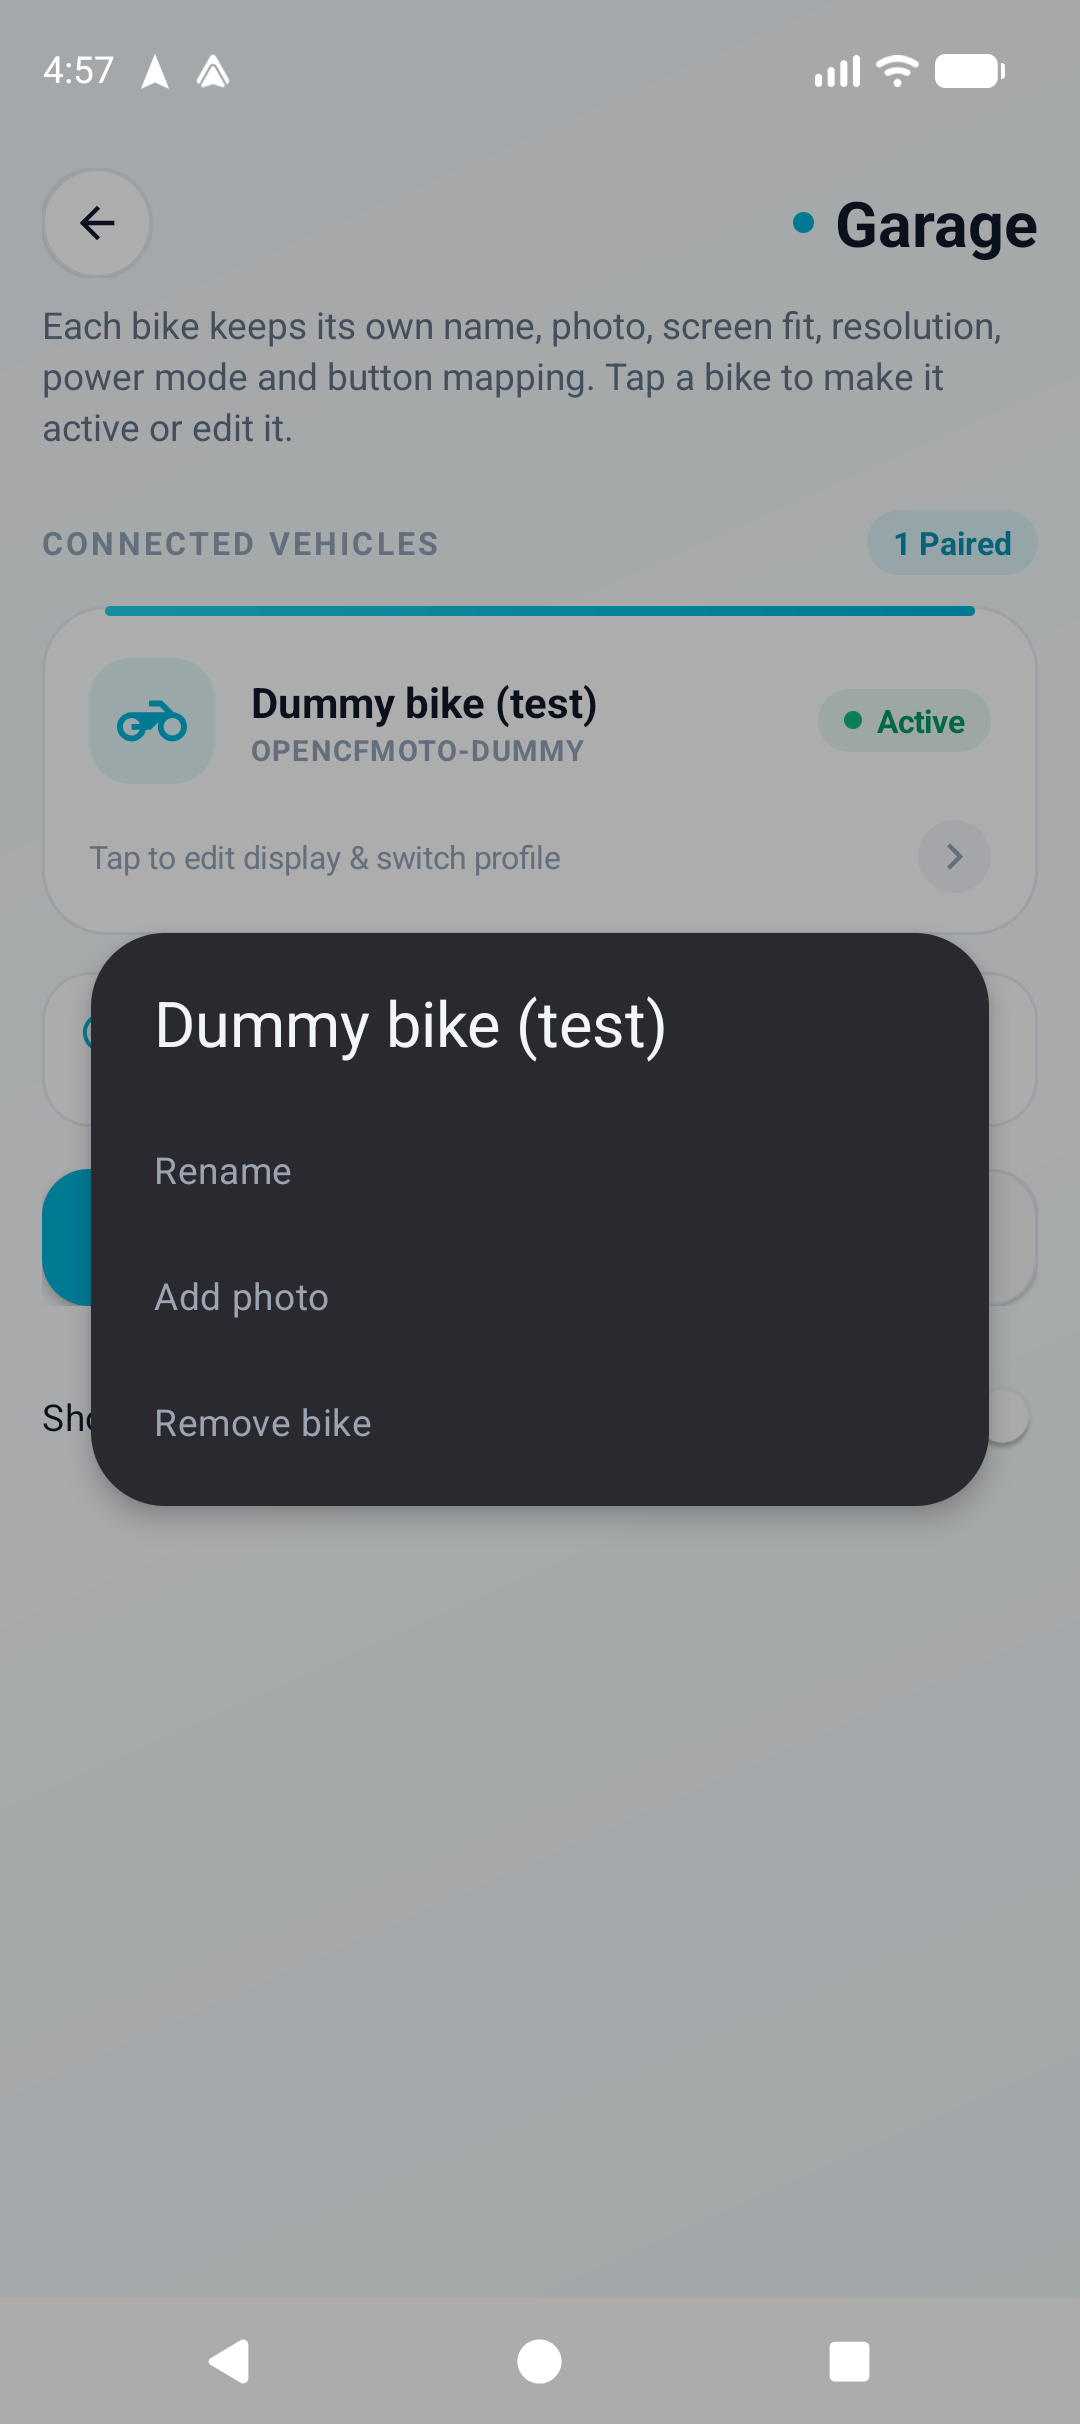 4:57
Garage
Each bike keeps its own name, photo, screen fit, resolution,
power mode and button mapping. Tap a bike to make it
active or edit it.
CONNECTED VEHICLES
1 Paired
Dummy bike (test)
OPENCFMOTO-DUMMY
Active
Tap to edit display & switch profile
Dummy bike (test)
Rename
Add photo
Remove bike